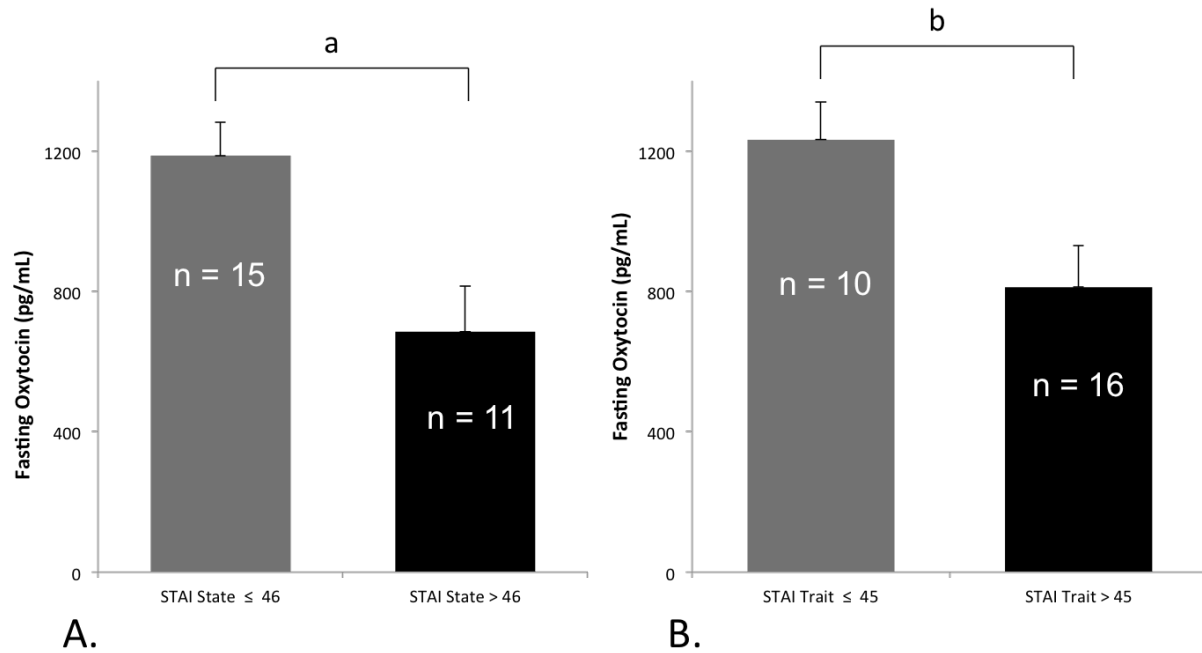 a
1200
800
400
0
Fasting Oxytocin (pg/mL)
n = 15
n = 11
STAI State ≤ 46
STAI State > 46
A.
b
1200
800
400
0
Fasting Oxytocin (pg/mL)
n = 10
n = 16
STAI Trait ≤ 45
STAI Trait > 45
B.